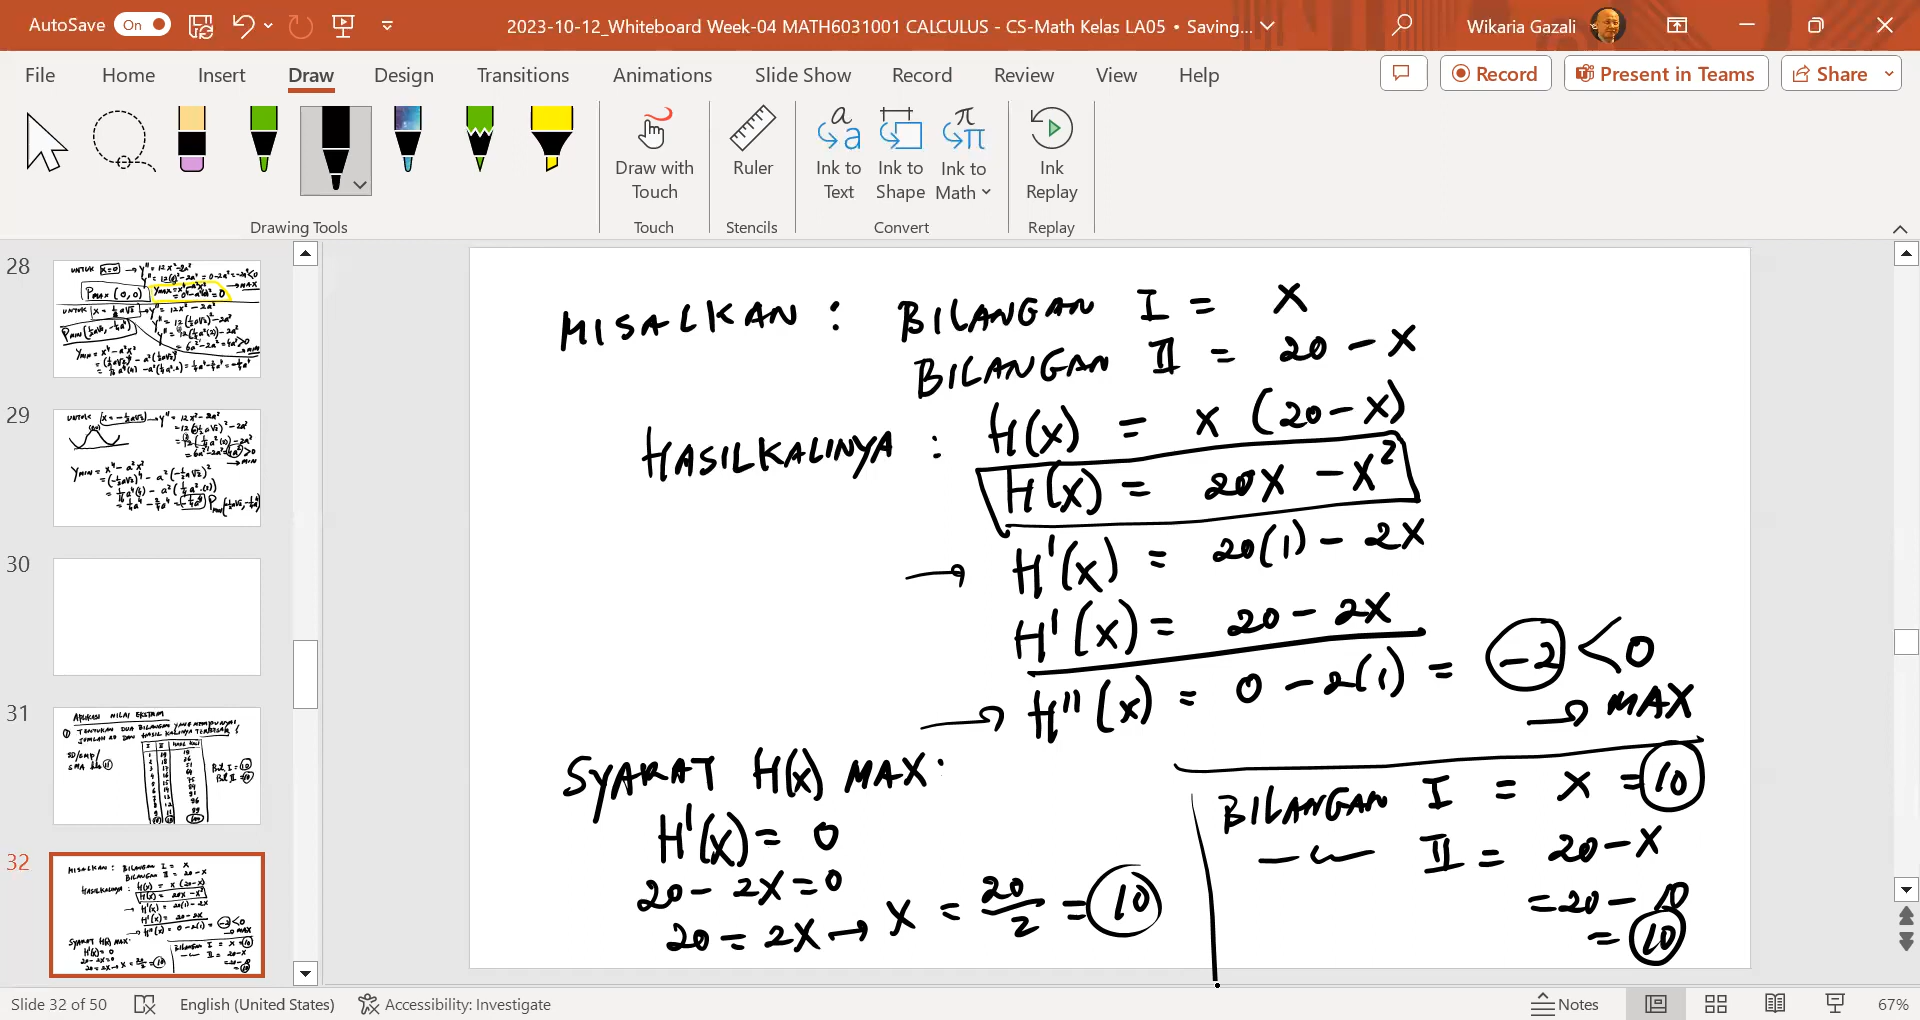 AutoSave On 2023-10-12_Whiteboard Week-04 MATH6031001 CALCULUS - CS-Math Kelas LA05 • Saving... Wikaria Gazali
File Home Insert Draw Design Transitions Animations Slide Show Record Review View Help Record Present in Teams Share
Draw with Touch
Ruler
Ink to Text
Ink to Shape
Ink to Math
Ink Replay
Drawing Tools Touch Stencils Convert Replay
28
29
30
31
APLIKASI NILAI EKSTRIM
32
MISALKAN : BILANGAN I = X
BILANGAN II = 20 - X
HASILKALINYA : H(X) = X (20 - X)
H(X) = 20X - X²
→ H'(X) = 20(1) - 2X
H'(X) = 20 - 2X
→ H''(X) = 0 - 2(1) = -2 < 0
→ MAX
SYARAT H(X) MAX:
H'(X) = 0
20 - 2X = 0
20 = 2X → X = 20/2 = 10
BILANGAN I = X = 10
II = 20 - X
= 20 - 10
= 10
Slide 32 of 50 English (United States) Accessibility: Investigate Notes 67%